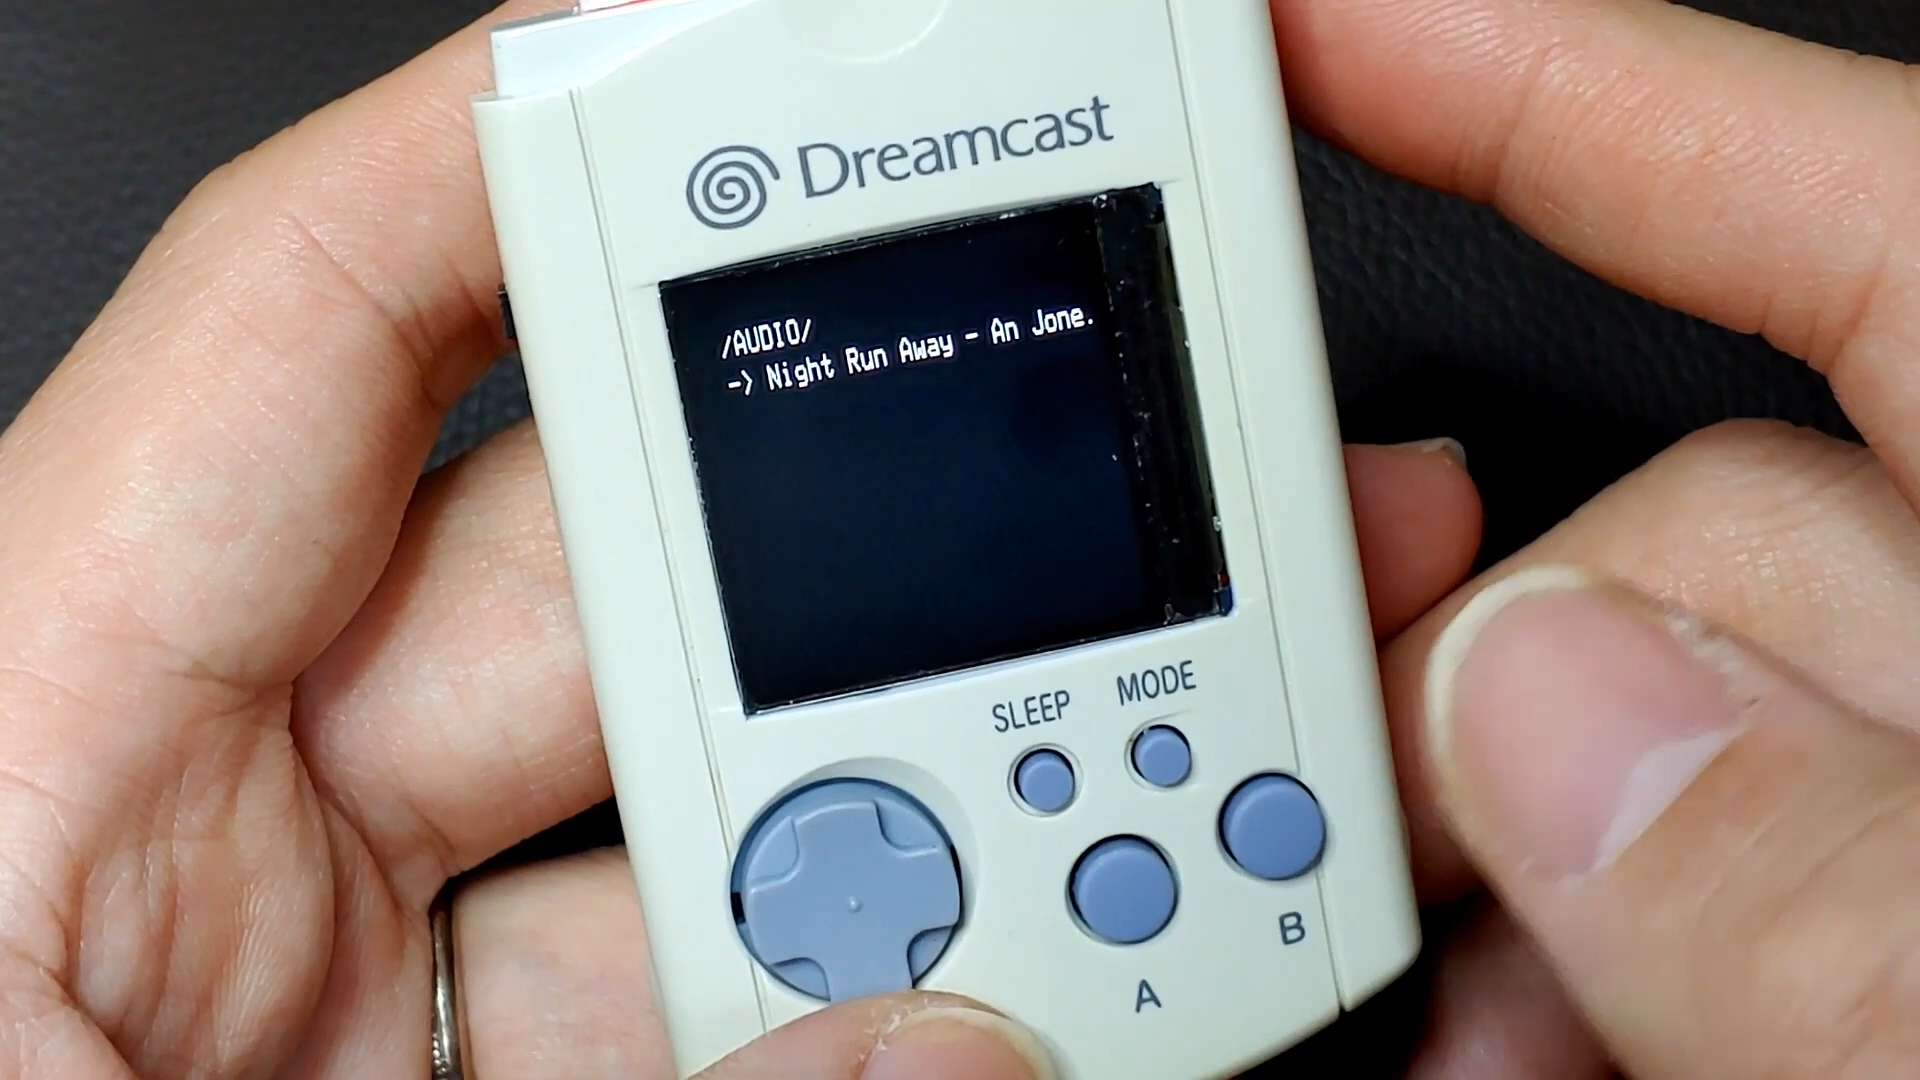 Dreamcast
/AUDIO/
-> Night Run Away - An Jone.
SLEEP MODE
A B